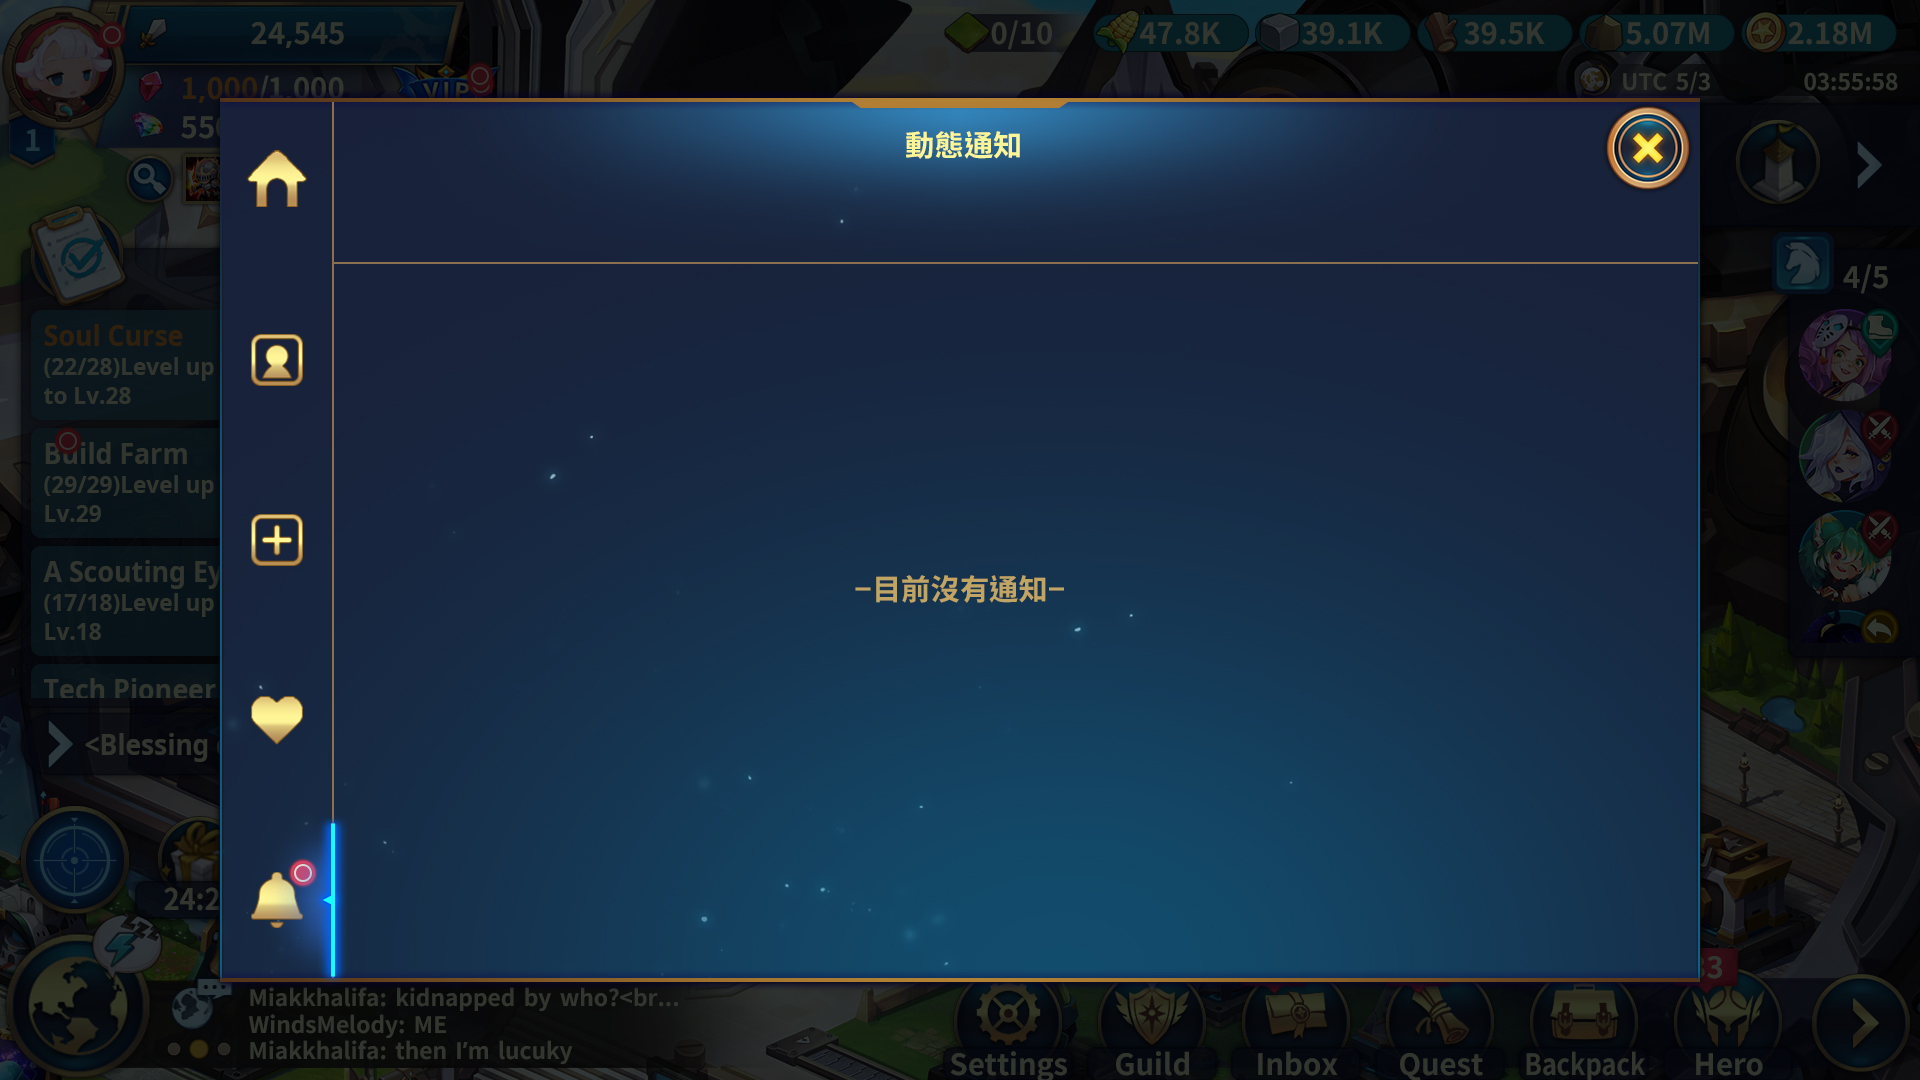 24,545
1,000/1,000
VIP
1
0/10
47.8K
39.1K
39.5K
5.07M
2.18M
UTC 5/3
03:55:58
動態通知
4/5
Soul Curse
(22/28)Level up
to Lv.28
Build Farm
(29/29)Level up
Lv.29
A Scouting Ey
(17/18)Level up
Lv.18
Tech Pioneer
<Blessing
–目前沒有通知–
24:2
Miakkhalifa: kidnapped by who?<br...
WindsMelody: ME
Miakkhalifa: then I’m lucuky
Settings
Guild
Inbox
Quest
Backpack
Hero